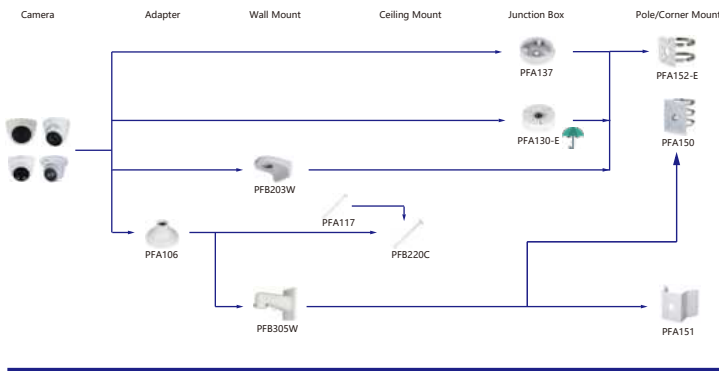 Camera Adapter Wall Mount Ceiling Mount Junction Box Pole/Corner Mount
PFA137
PFA152-E
PFA130-E
PFA150
PFB203W
PFA117
PFA106
PFB220C
PFB305W
PFA151